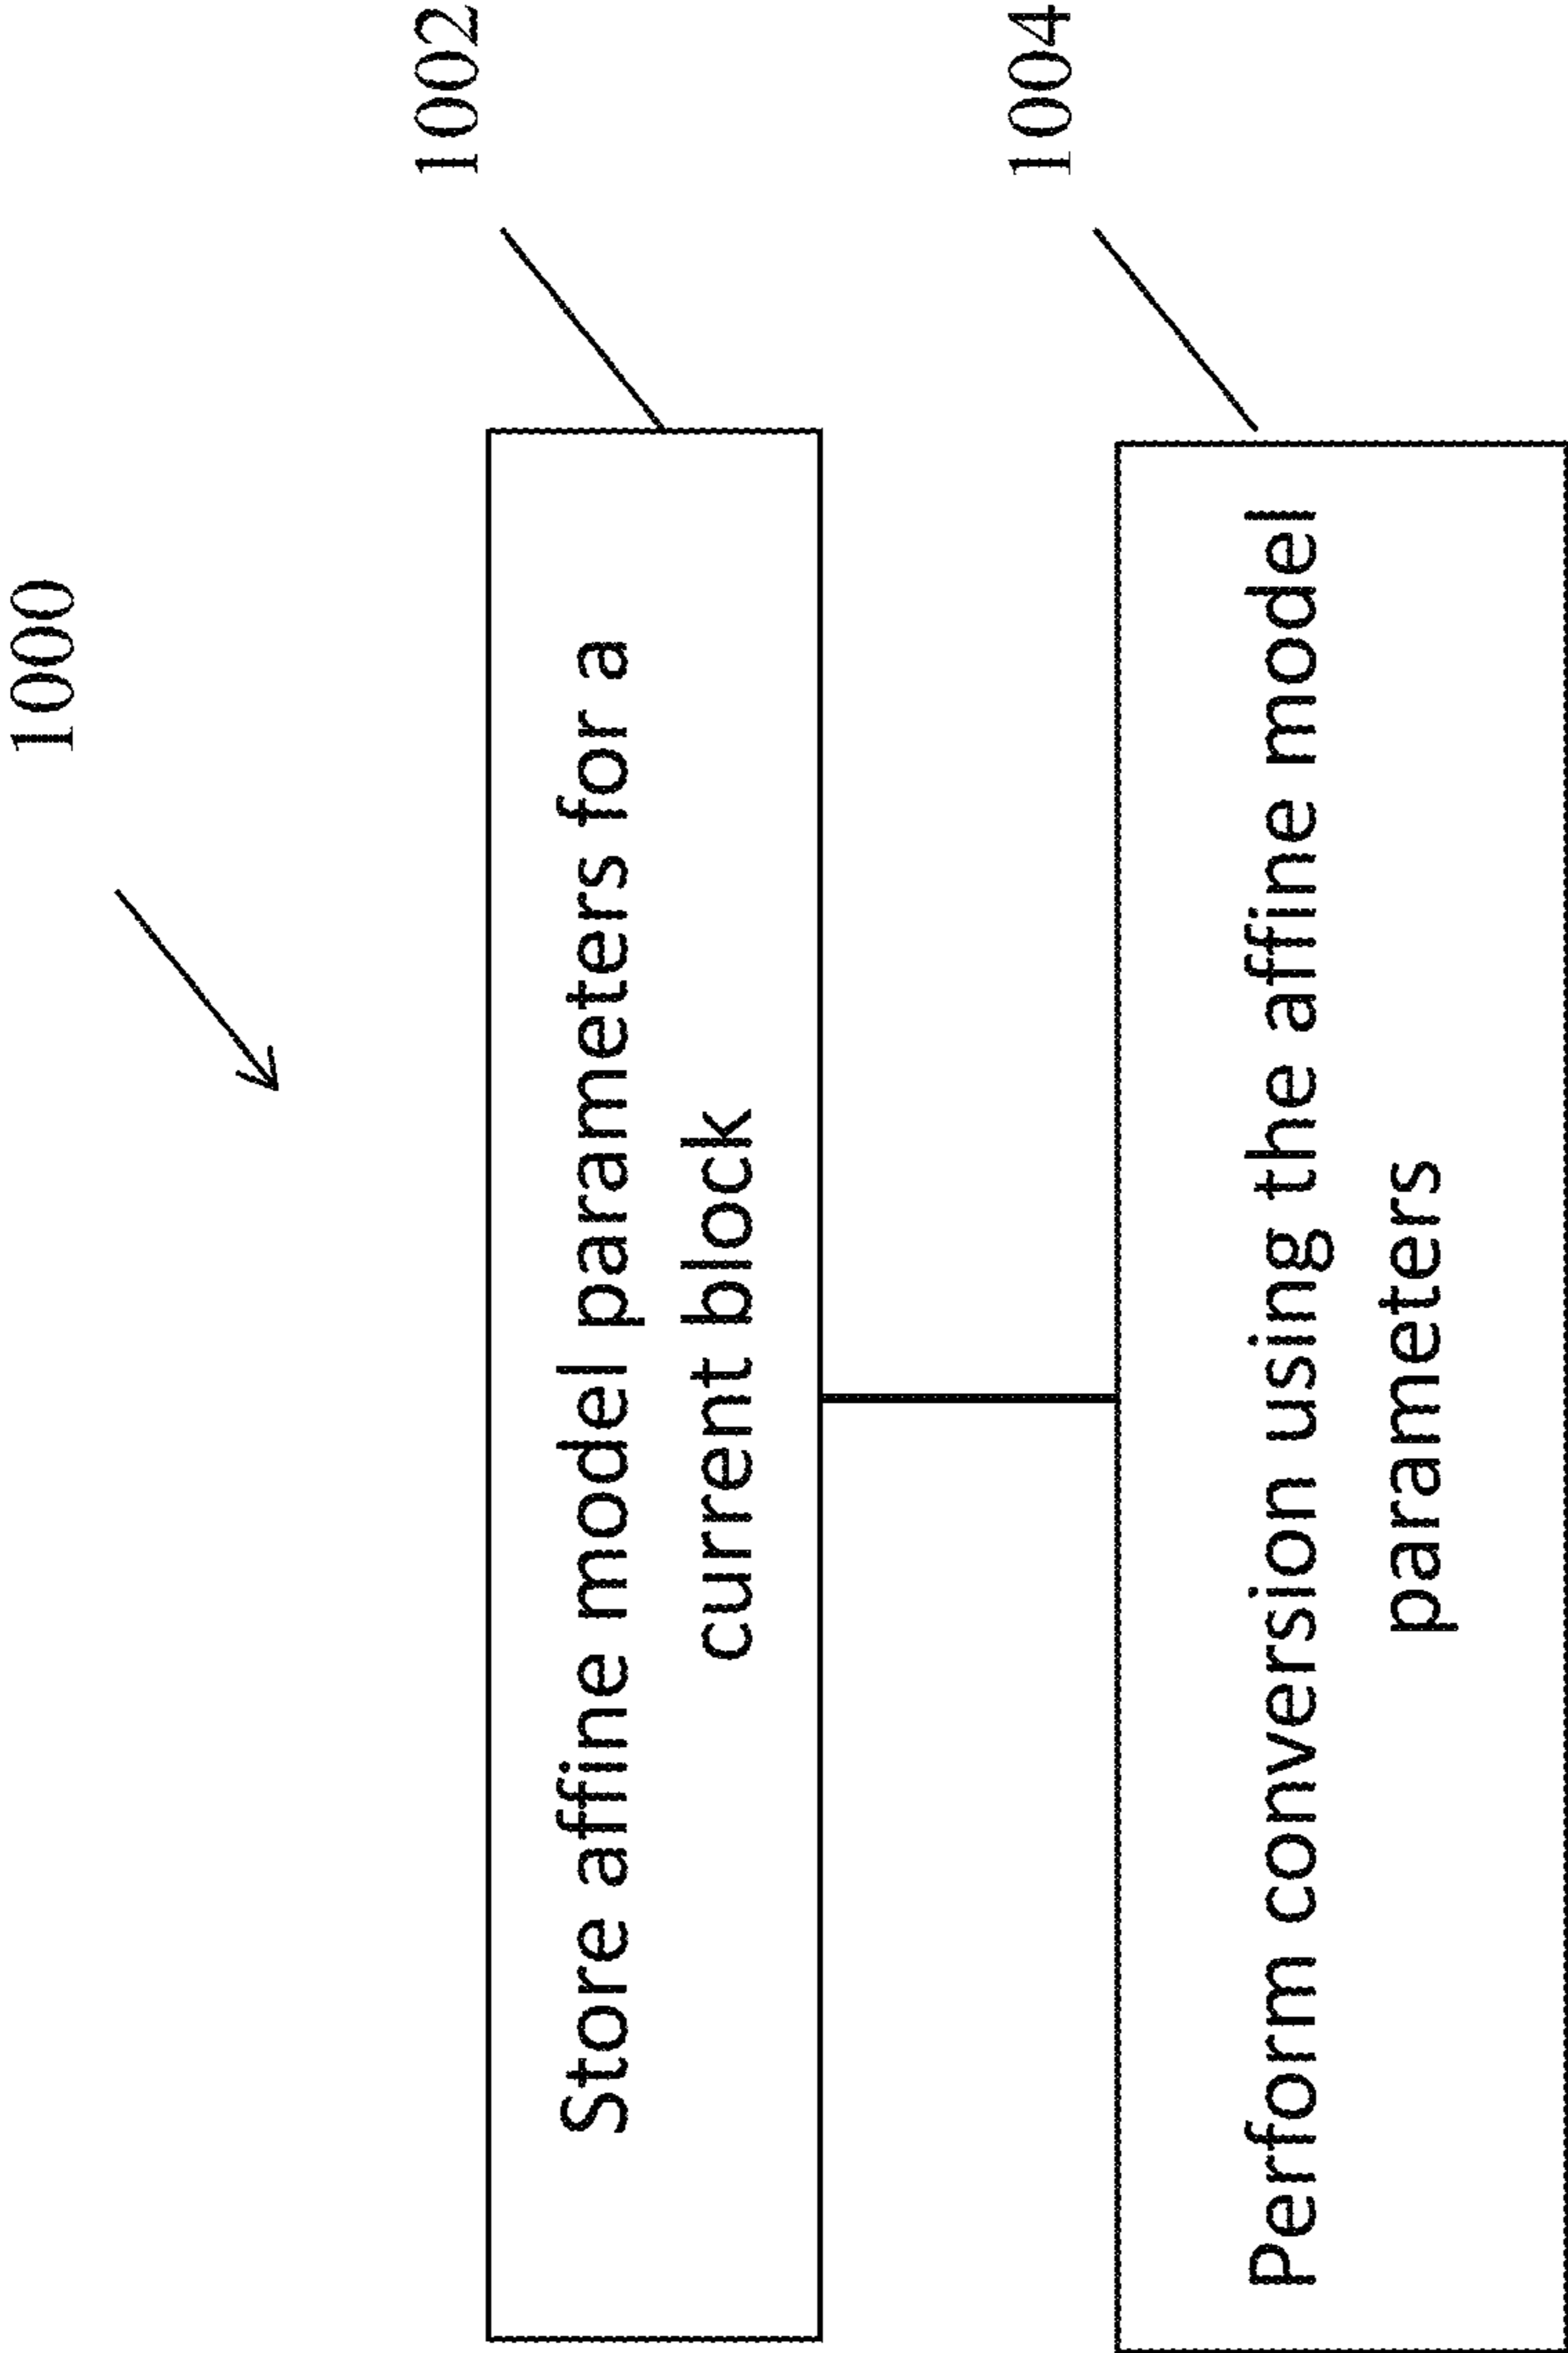 1000
1002
Store affine model parameters for a
current block
1004
Perform conversion using the affine model
parameters